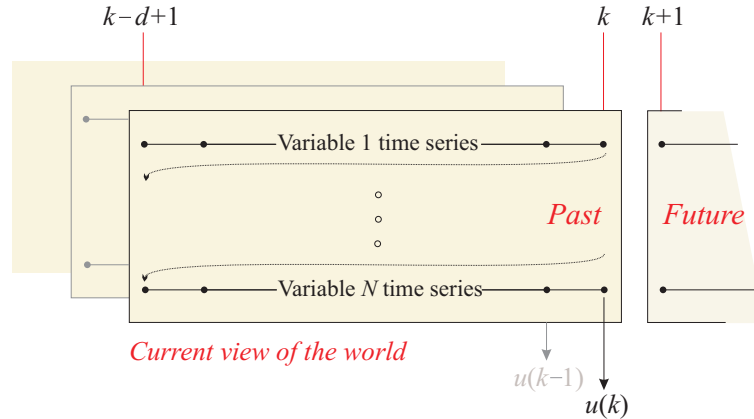 k−d+1 k k+1
Variable 1 time series
Past Future
Variable N time series
Current view of the world
u(k−1)
u(k)